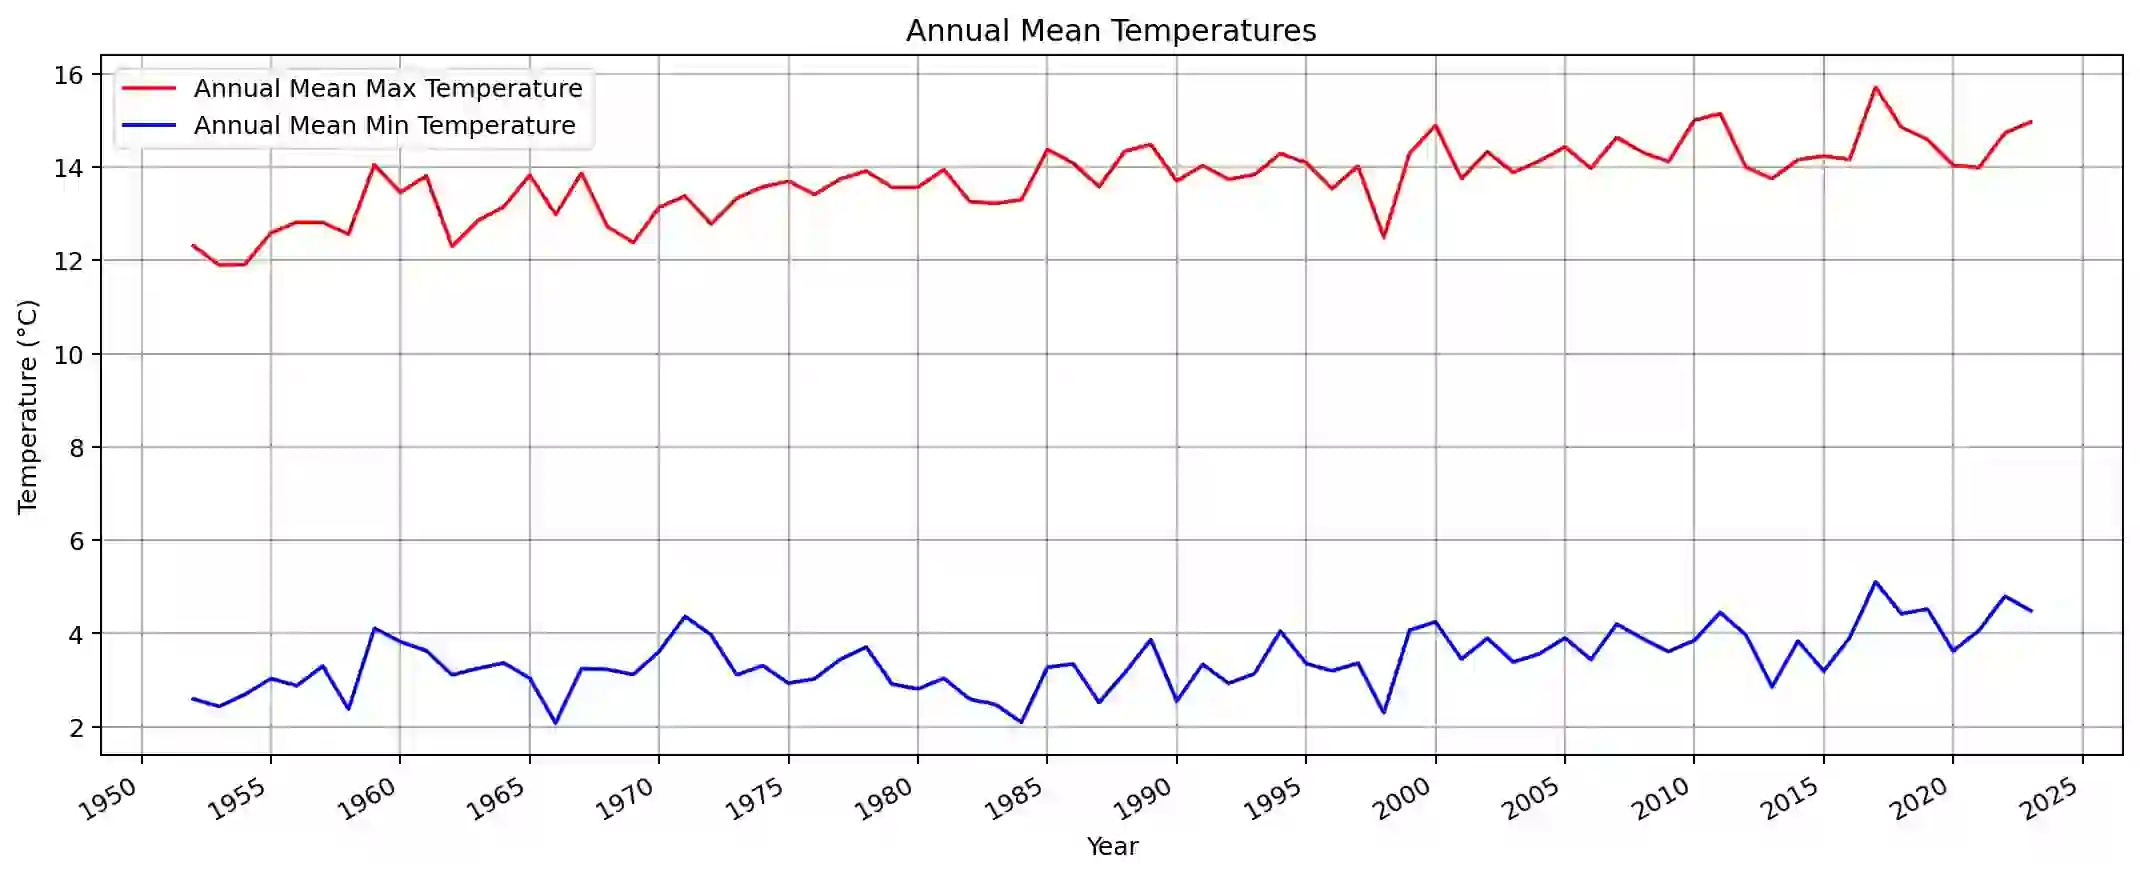 Annual Mean Temperatures
Annual Mean Max Temperature
Annual Mean Min Temperature
16
14
12
10
8
6
4
2
Temperature (°C)
1950 1955 1960 1965 1970 1975 1980 1985 1990 1995 2000 2005 2010 2015 2020 2025
Year